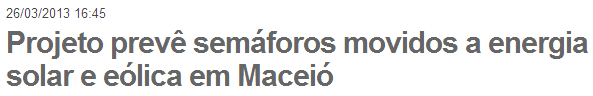 26/03/2013 16:45
Projeto prevê semáforos movidos a energia
solar e eólica em Maceió